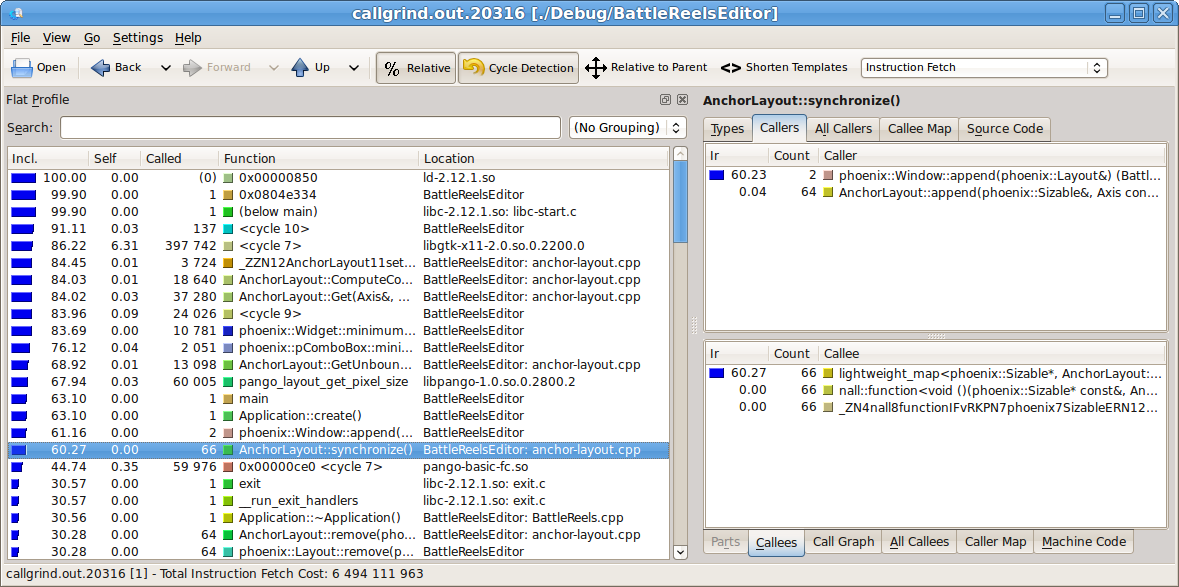 callgrind.out.20316 [./Debug/BattleReelsEditor]
File View Go Settings Help
Open Back Forward Up % Relative Cycle Detection Relative to Parent <> Shorten Templates Instruction Fetch
Flat Profile
Search: (No Grouping)
Incl. Self Called Function Location
100.00 0.00 (0) 0x00000850 ld-2.12.1.so
99.90 0.00 1 0x0804e334 BattleReelsEditor
99.90 0.00 1 (below main) libc-2.12.1.so: libc-start.c
91.11 0.03 137 <cycle 10> BattleReelsEditor
86.22 6.31 397 742 <cycle 7> libgtk-x11-2.0.so.0.2200.0
84.45 0.01 3 724 _ZZN12AnchorLayout11set... BattleReelsEditor: anchor-layout.cpp
84.03 0.01 18 640 AnchorLayout::ComputeCo... BattleReelsEditor: anchor-layout.cpp
84.02 0.03 37 280 AnchorLayout::Get(Axis&, ... BattleReelsEditor: anchor-layout.cpp
83.96 0.09 24 026 <cycle 9> BattleReelsEditor
83.69 0.00 10 781 phoenix::Widget::minimum... BattleReelsEditor
76.12 0.04 2 051 phoenix::pComboBox::mini... BattleReelsEditor
68.92 0.01 13 098 AnchorLayout::GetUnboun... BattleReelsEditor: anchor-layout.cpp
67.94 0.03 60 005 pango_layout_get_pixel_size libpango-1.0.so.0.2800.2
63.10 0.00 1 main BattleReelsEditor
63.10 0.00 1 Application::create() BattleReelsEditor
61.16 0.00 2 phoenix::Window::append(... BattleReelsEditor
60.27 0.00 66 AnchorLayout::synchronize() BattleReelsEditor: anchor-layout.cpp
44.74 0.35 59 976 0x00000ce0 <cycle 7> pango-basic-fc.so
30.57 0.00 1 exit libc-2.12.1.so: exit.c
30.57 0.00 1 __run_exit_handlers libc-2.12.1.so: exit.c
30.56 0.00 1 Application::~Application() BattleReelsEditor: BattleReels.cpp
30.28 0.00 64 AnchorLayout::remove(pho... BattleReelsEditor: anchor-layout.cpp
30.28 0.00 64 phoenix::Layout::remove(p... BattleReelsEditor
AnchorLayout::synchronize()
Types Callers All Callers Callee Map Source Code
Ir Count Caller
60.23 2 phoenix::Window::append(phoenix::Layout&) (Battl...
0.04 64 AnchorLayout::append(phoenix::Sizable&, Axis con...
Ir Count Callee
60.27 66 lightweight_map<phoenix::Sizable*, AnchorLayout:...
0.00 66 nall::function<void ()(phoenix::Sizable* const&, An...
0.00 66 _ZN4nall8functionIFvRKPN7phoenix7SizableERN12...
Parts Callees Call Graph All Callees Caller Map Machine Code
callgrind.out.20316 [1] - Total Instruction Fetch Cost: 6 494 111 963